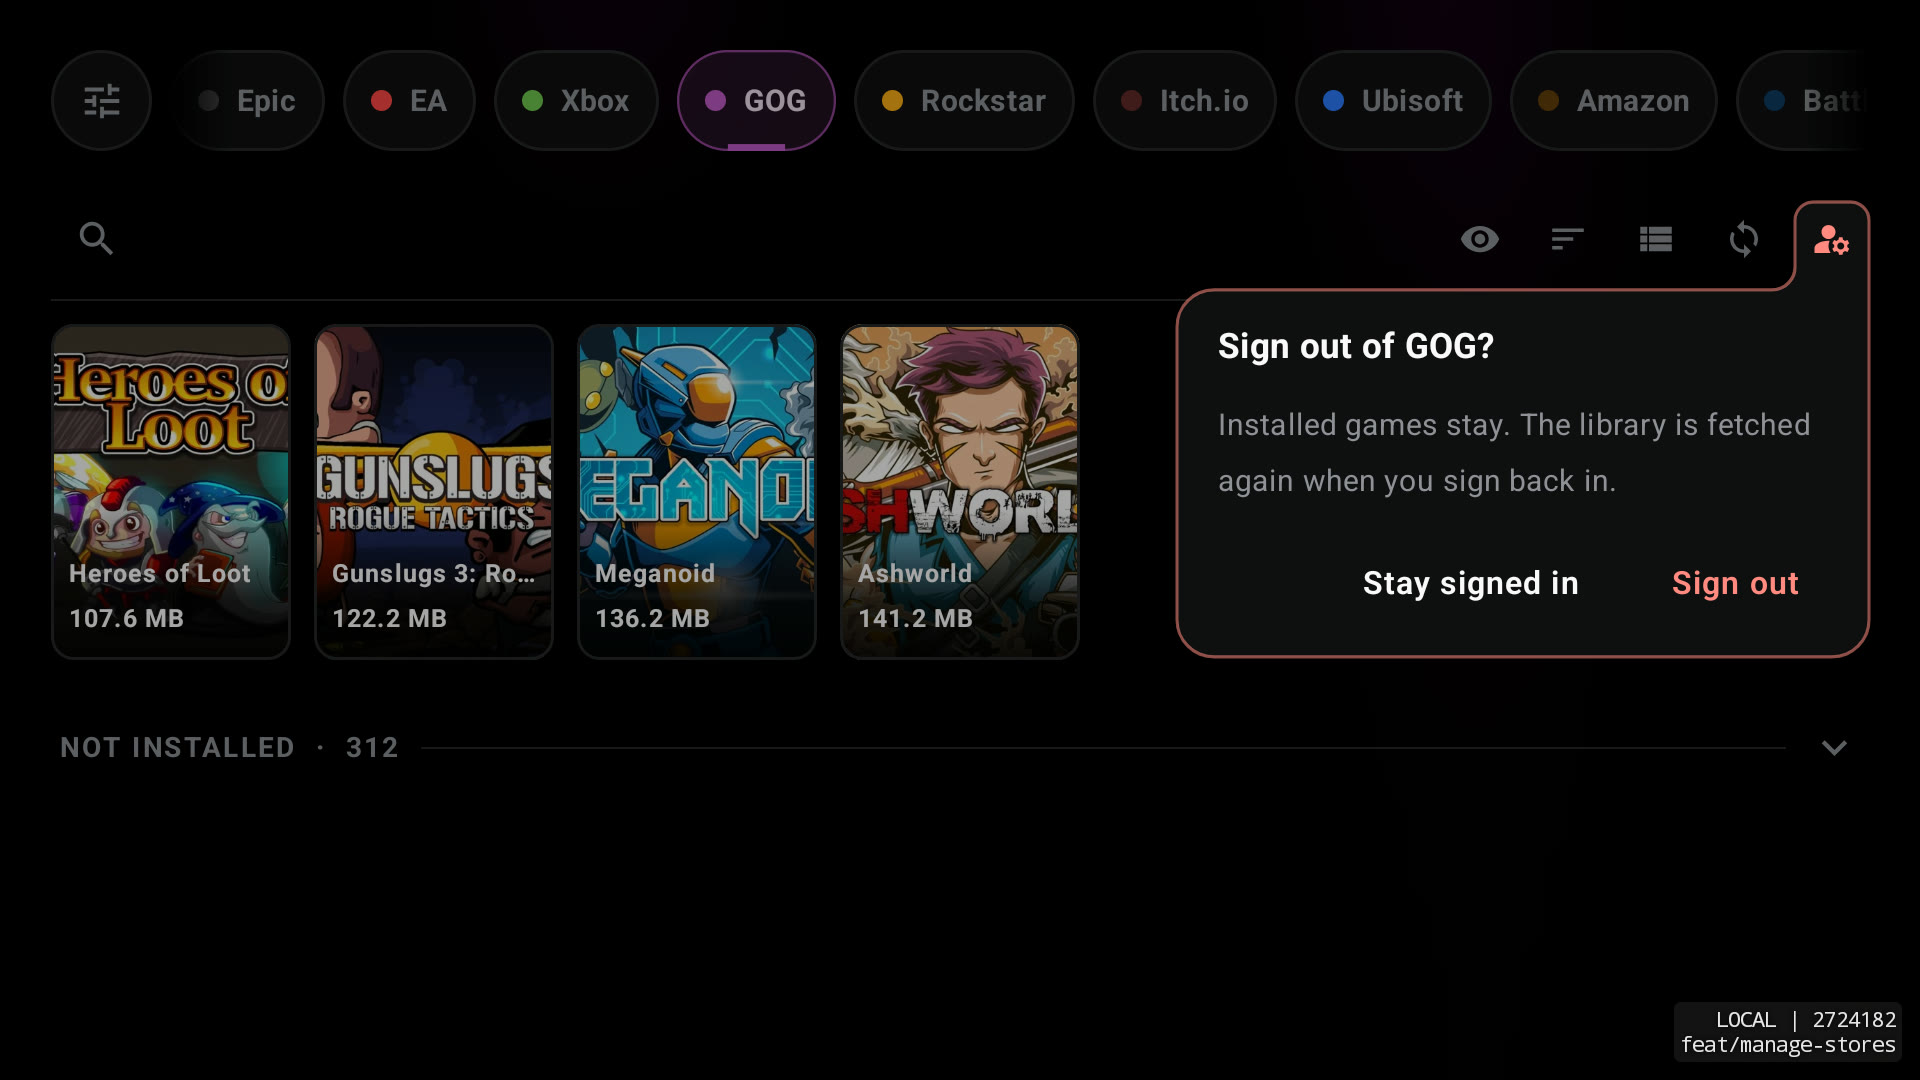 Epic
EA
Xbox
GOG
Rockstar
Itch.io
Ubisoft
Amazon
Sign out of GOG?
Installed games stay. The library is fetched
again when you sign back in.
Stay signed in
Sign out
Heroes of Loot
107.6 MB
GUNSLUGS
ROGUE TACTICS
Gunslugs 3: Ro…
122.2 MB
Meganoid
136.2 MB
Ashworld
141.2 MB
NOT INSTALLED · 312
LOCAL | 2724182
feat/manage-stores